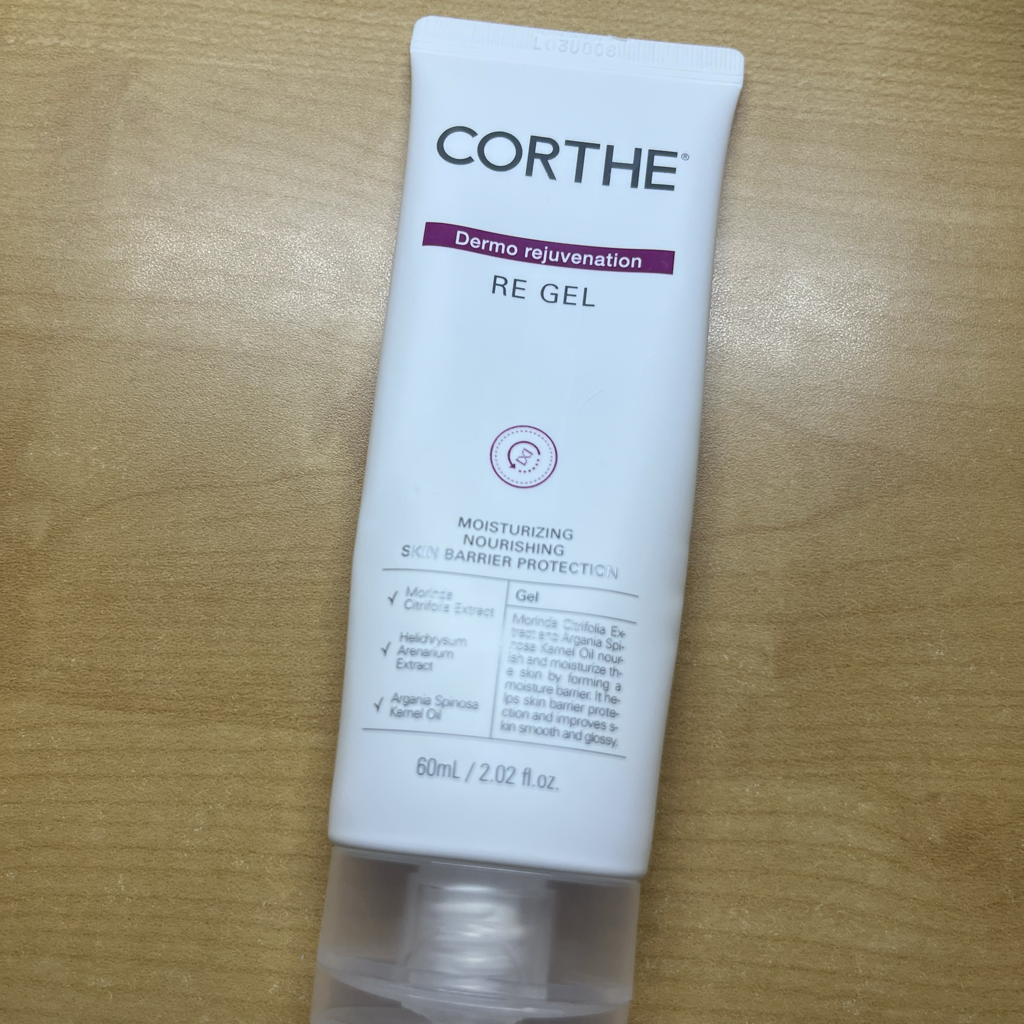 L03U006
CORTHE®
Dermo rejuvenation
RE GEL
MOISTURIZING
NOURISHING
SKIN BARRIER PROTECTION
✓ Morinda
Citrifolia Extract
✓ Helichrysum
Arenarium
Extract
✓ Argania Spinosa
Kernel Oil
Gel
Morinda Citrifolia Ex-
tract and Argania Spi-
nosa Kernel Oil nour-
ish and moisturize th-
e skin by forming a
moisture barrier. It he-
lps skin barrier prote-
ction and improves s-
kin smooth and glossy.
60mL / 2.02 fl.oz.